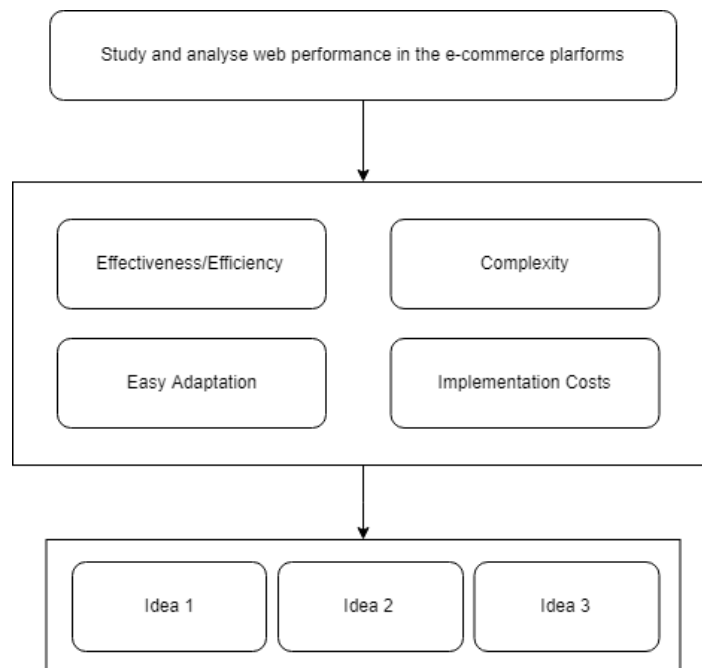 Study and analyse web performance in the e-commerce plarforms
Effectiveness/Efficiency
Complexity
Easy Adaptation
Implementation Costs
Idea 1
Idea 2
Idea 3